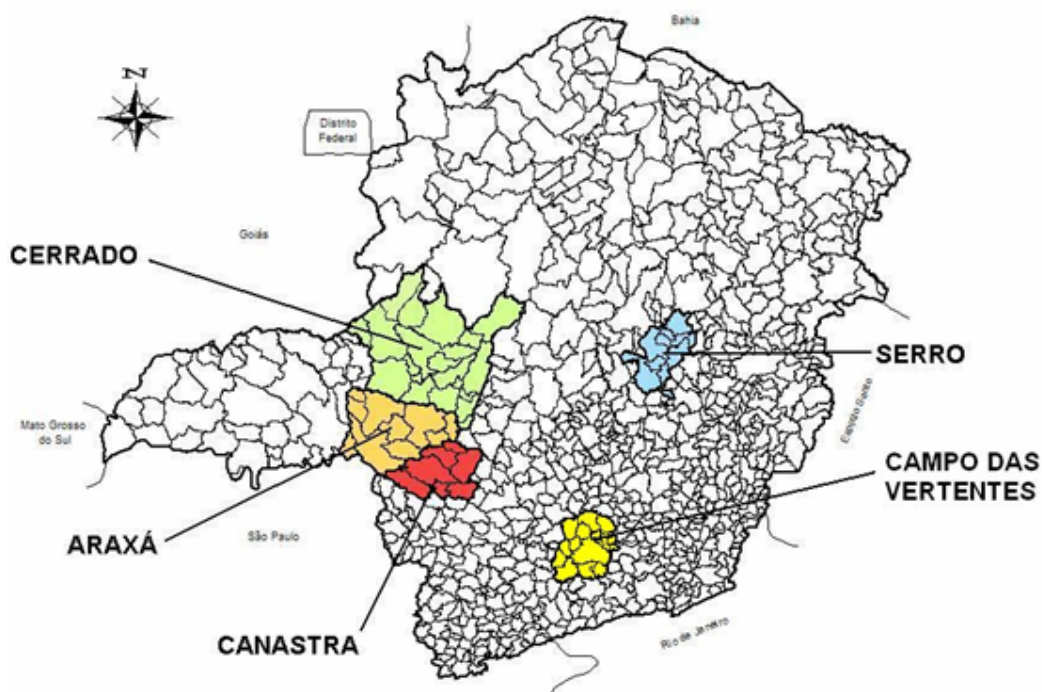 Bahia
N
Distrito
Federal
Goiás
CERRADO
SERRO
Espírito Santo
Mato Grosso
do Sul
CAMPO DAS
VERTENTES
ARAXÁ
São Paulo
CANASTRA
Rio de Janeiro